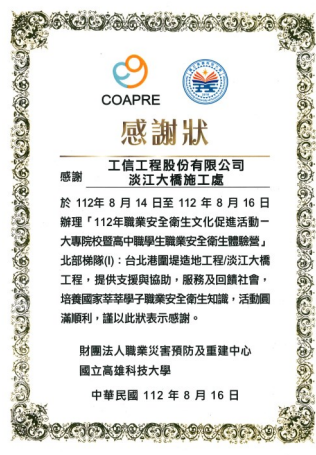 COAPRE
感謝狀
感謝 工信工程股份有限公司
淡江大橋施工處
於 112年 8 月 14 日至 112 年 8 月 16 日
辦理「112年職業安全衛生文化促進活動－
大專院校暨高中職學生職業安全衛生體驗營」
北部梯隊(I)：台北港圍堤造地工程/淡江大橋
工程，提供支援與協助，服務及回饋社會，
培養國家莘莘學子職業安全衛生知識，活動圓
滿順利，謹以此狀表示感謝。
財團法人職業災害預防及重建中心
國立高雄科技大學
中華民國 112 年 8 月 16 日